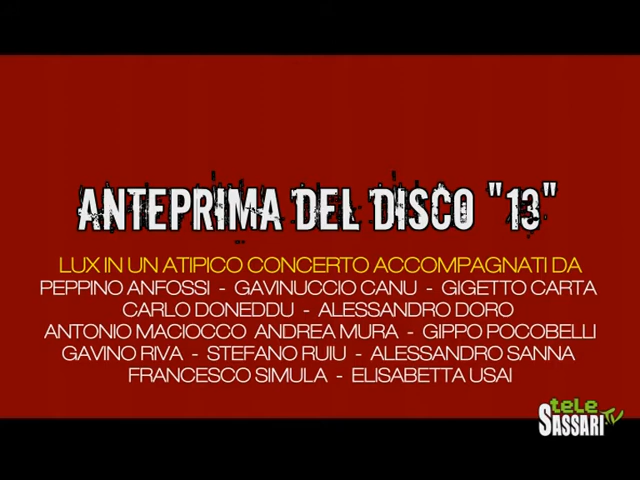 ANTEPRIMA DEL DISCO "13"
LUX IN UN ATIPICO CONCERTO ACCOMPAGNATI DA
PEPPINO ANFOSSI - GAVINUCCIO CANU - GIGETTO CARTA
CARLO DONEDDU - ALESSANDRO DORO
ANTONIO MACIOCCO ANDREA MURA - GIPPO POCOBELLI
GAVINO RIVA - STEFANO RUIU - ALESSANDRO SANNA
FRANCESCO SIMULA - ELISABETTA USAI
tele
SASSARI TV